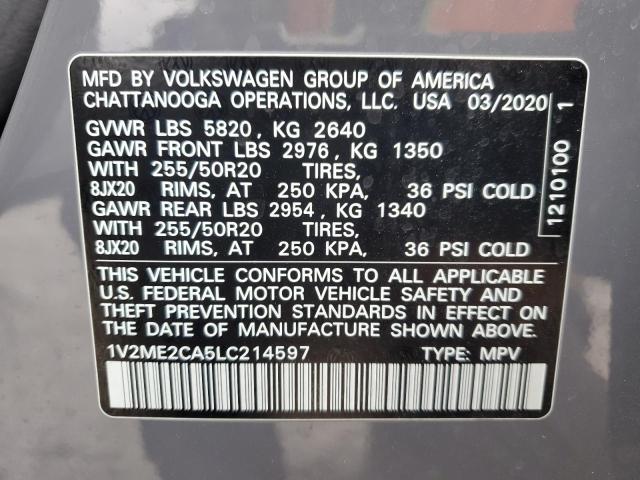 MFD BY VOLKSWAGEN GROUP OF AMERICA
CHATTANOOGA OPERATIONS, LLC. USA 03/2020
GVWR LBS 5820, KG 2640
GAWR FRONT LBS 2976, KG 1350
WITH 255/50R20 TIRES,
8JX20 RIMS, AT 250 KPA, 36 PSI COLD
GAWR REAR LBS 2954, KG 1340
WITH 255/50R20 TIRES,
8JX20 RIMS, AT 250 KPA, 36 PSI COLD
THIS VEHICLE CONFORMS TO ALL APPLICABLE
U.S. FEDERAL MOTOR VEHICLE SAFETY AND
THEFT PREVENTION STANDARDS IN EFFECT ON
THE DATE OF MANUFACTURE SHOWN ABOVE.
1V2ME2CA5LC214597 TYPE: MPV
1210100 1